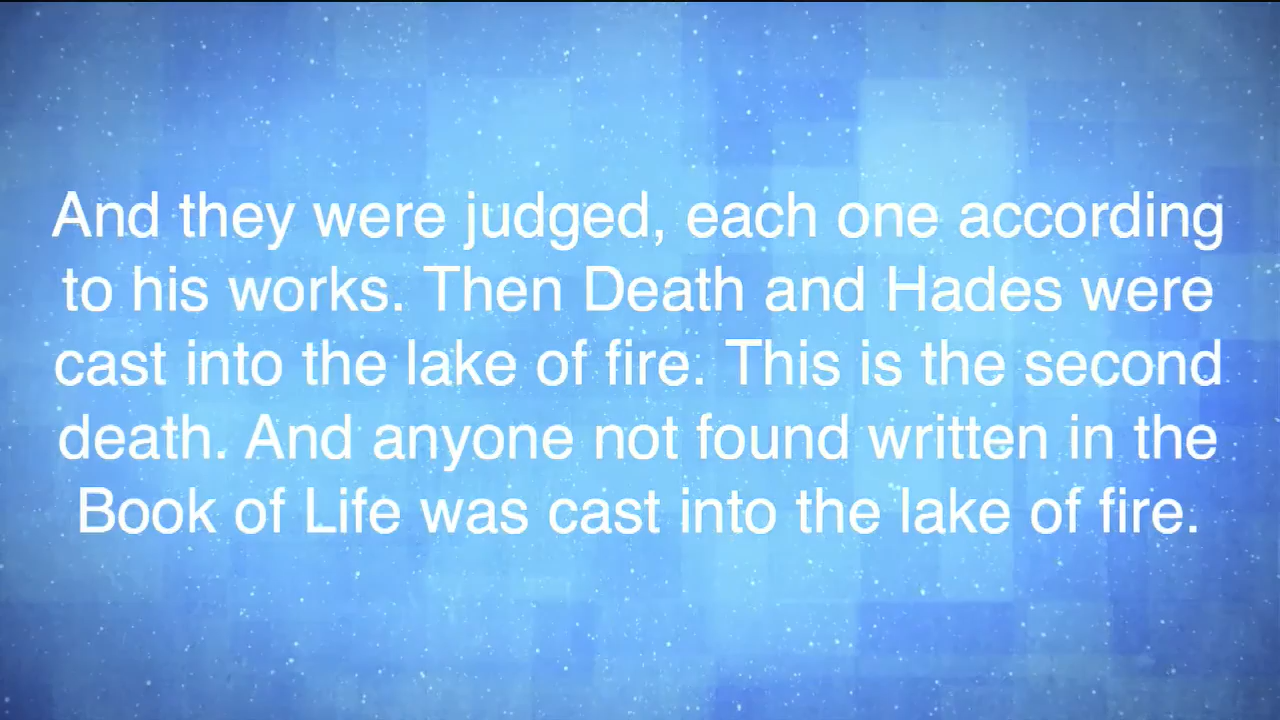 And they were judged, each one according
to his works. Then Death and Hades were
cast into the lake of fire. This is the second
death. And anyone not found written in the
Book of Life was cast into the lake of fire.